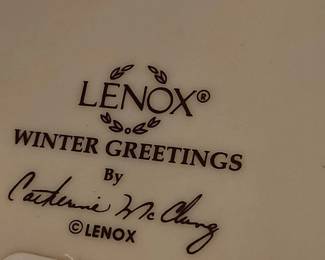 LENOX®
WINTER GREETINGS
By
Catherine McClung
©LENOX